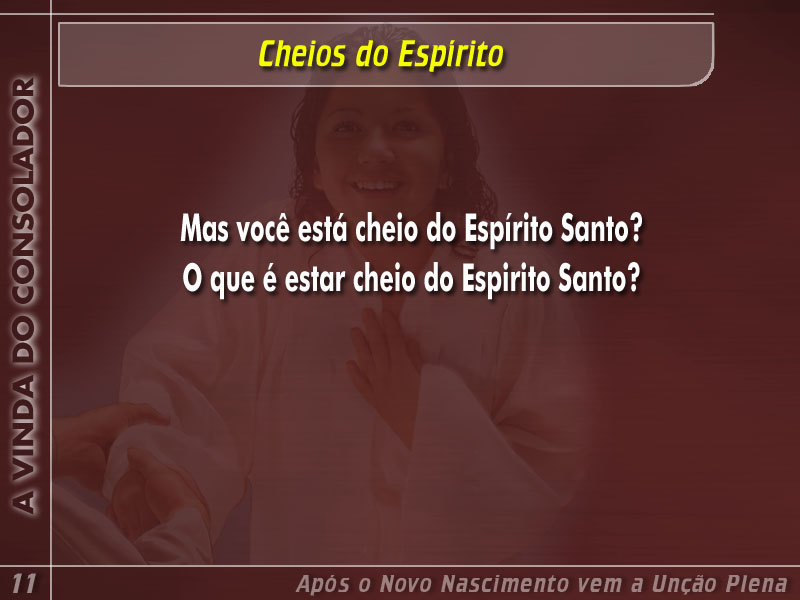 Cheios do Espírito
A VINDA DO CONSOLADOR
Mas você está cheio do Espírito Santo?
O que é estar cheio do Espirito Santo?
11
Após o Novo Nascimento vem a Unção Plena